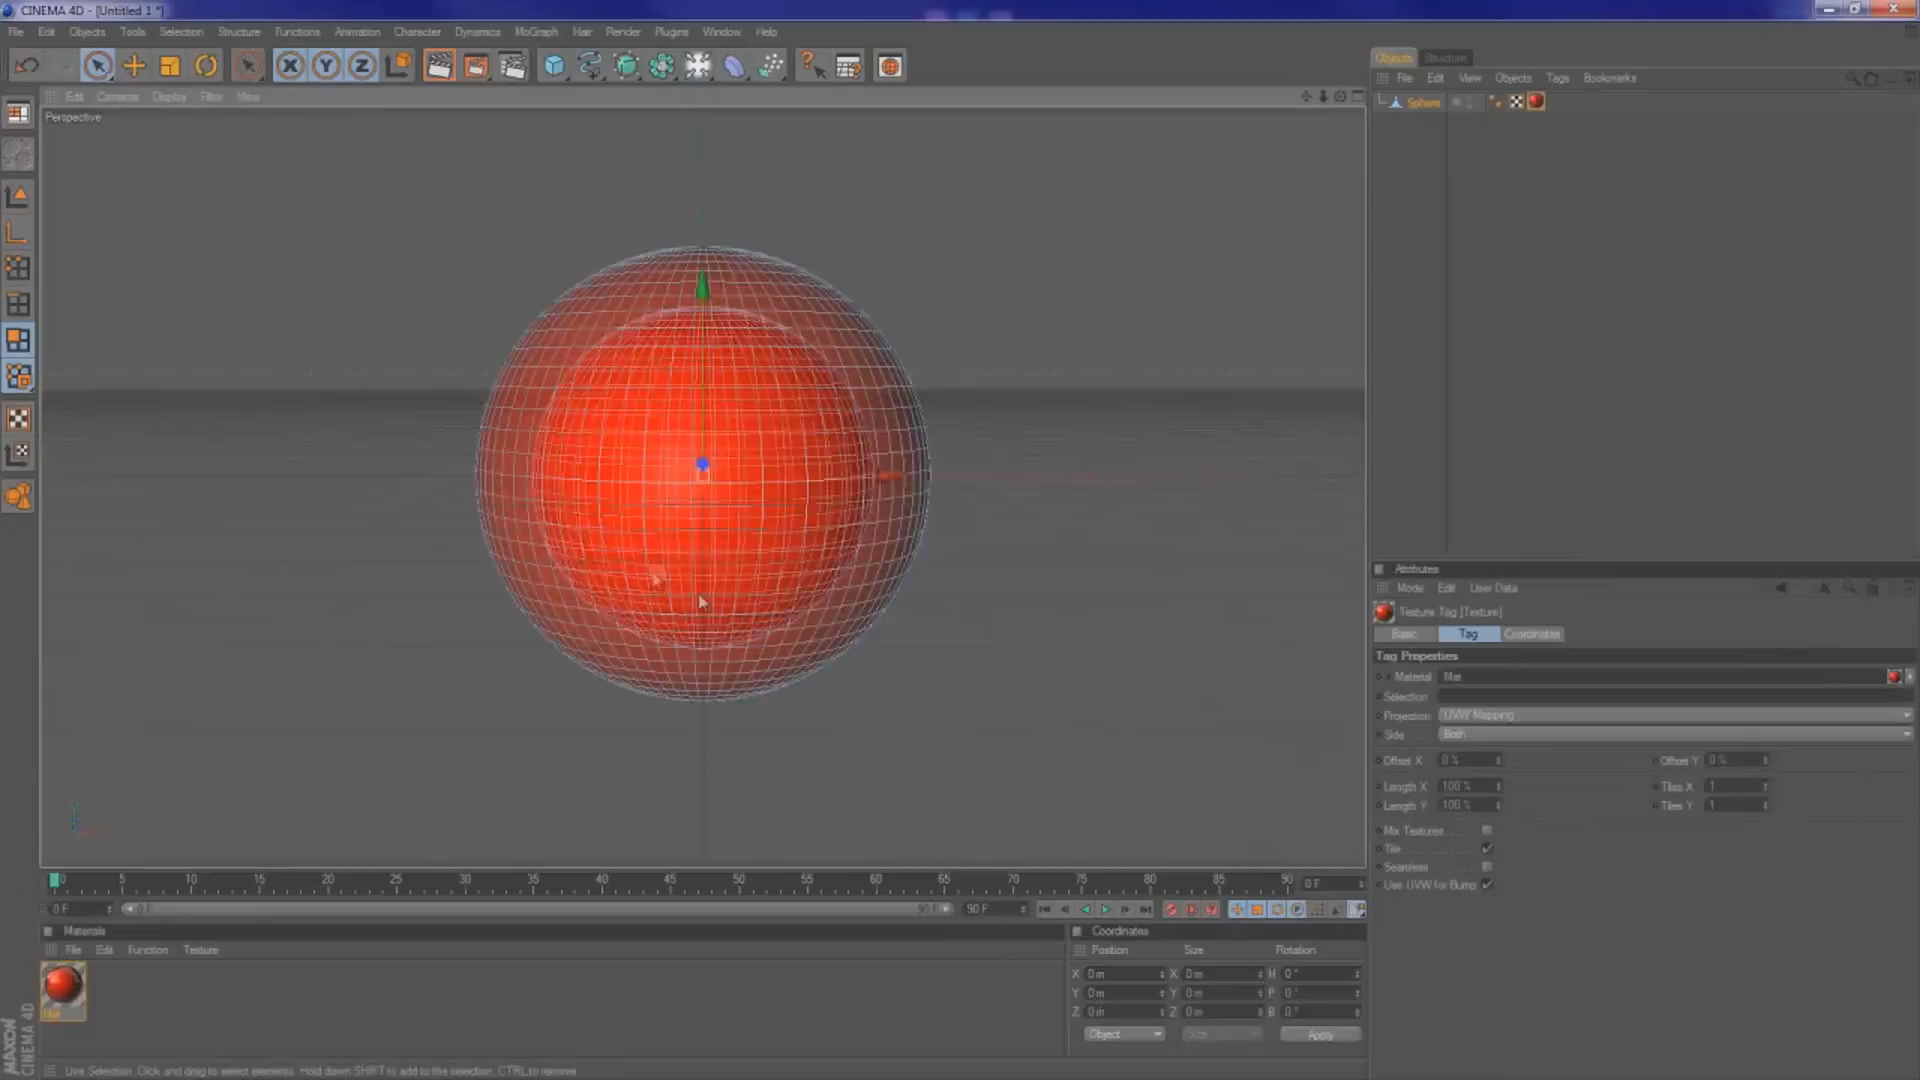 CINEMA 4D - [Untitled 1 *]
File Edit Objects Tools Selection Structure Functions Animation Character Dynamics MoGraph Hair Render Plugins Window Help
Objects Structure
File Edit View Objects Tags Bookmarks
Edit Cameras Display Filter View
Sphere
Perspective
Attributes
Mode Edit User Data
Texture Tag [Texture]
Basic Tag Coordinates
Tag Properties
Material Mat
Selection
Projection UVW Mapping
Side Both
Offset X 0 % Offset Y 0 %
Length X 100 % Tiles X 1
Length Y 100 % Tiles Y 1
Mix Textures
Tile
Seamless
Use UVW for Bump
0 5 10 15 20 25 30 35 40 45 50 55 60 65 70 75 80 85 90 0 F
0 F 0 F 90 F 90 F
Materials
File Edit Function Texture
Mat
Coordinates
Position Size Rotation
X 0 m X 0 m H 0 °
Y 0 m Y 0 m P 0 °
Z 0 m Z 0 m B 0 °
Object Size Apply
MAXON
CINEMA 4D
Live Selection: Click and drag to select elements. Hold down SHIFT to add to the selection, CTRL to remove